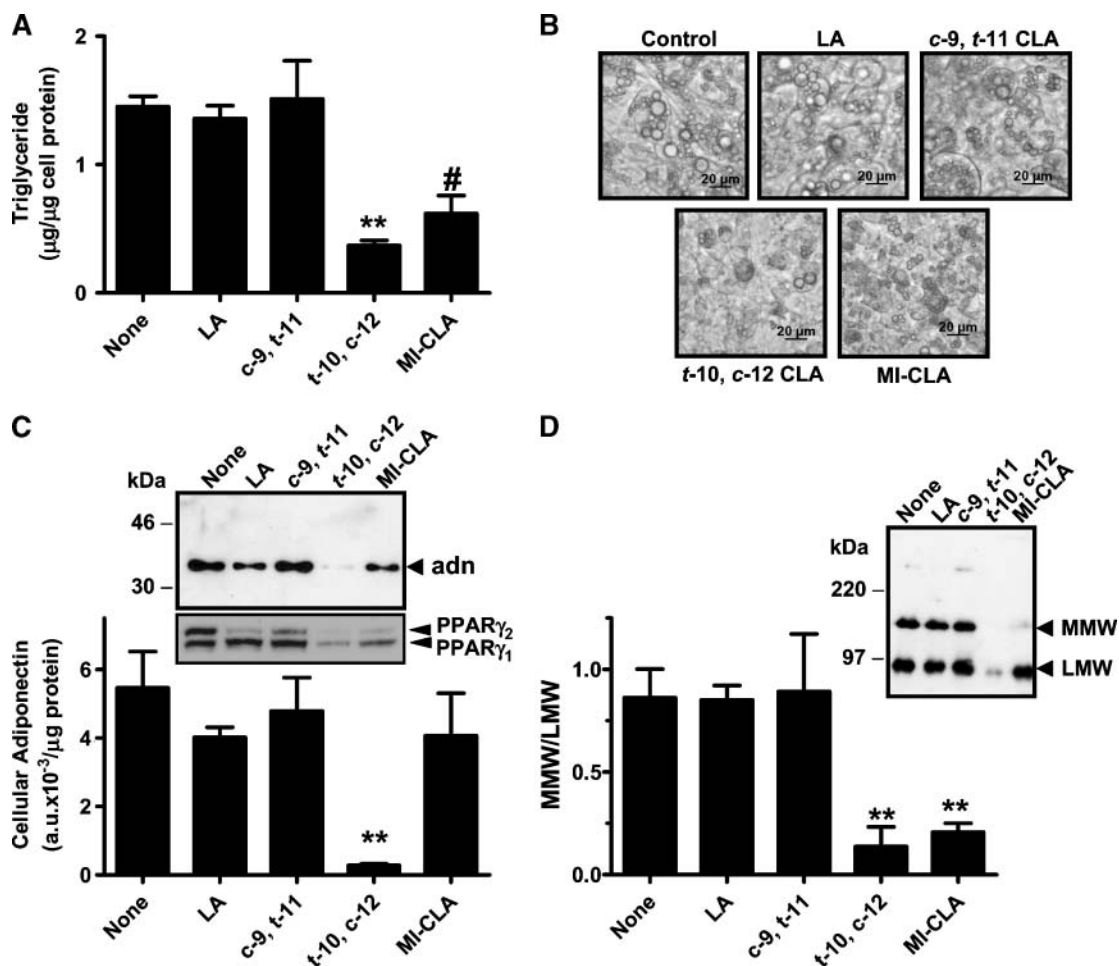 A
Triglyceride
(µg/µg cell protein)
2
1
0
**
#
None
LA
c-9, t-11
t-10, c-12
MI-CLA
B
Control
LA
c-9, t-11 CLA
20 µm
20 µm
20 µm
20 µm
20 µm
t-10, c-12 CLA
MI-CLA
C
None
LA
c-9, t-11
t-10, c-12
MI-CLA
kDa
46
30
adn
PPARγ2
PPARγ1
Cellular Adiponectin
(a.u.x10⁻³/µg protein)
6
4
2
0
**
None
LA
c-9, t-11
t-10, c-12
MI-CLA
D
None
LA
c-9, t-11
t-10, c-12
MI-CLA
kDa
220
97
MMW
LMW
MMW/LMW
1.0
0.5
0.0
**
**
None
LA
c-9, t-11
t-10, c-12
MI-CLA